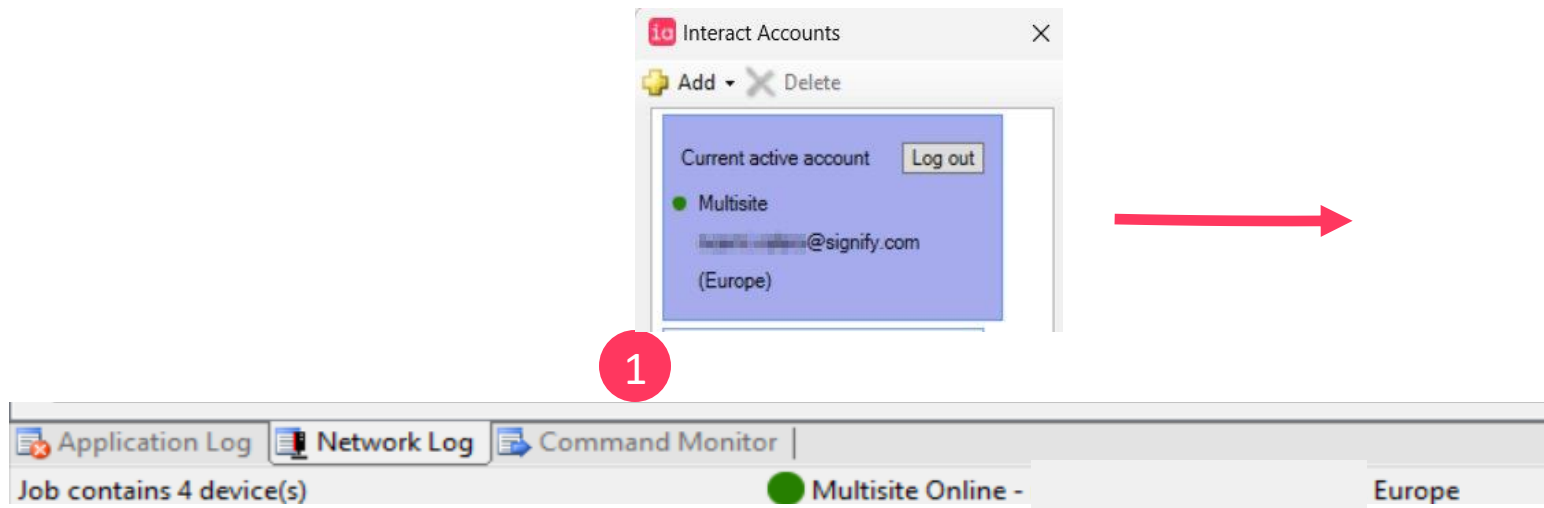 ia Interact Accounts
Add Delete
Current active account Log out
Multisite
@signify.com
(Europe)
1
Application Log Network Log Command Monitor
Job contains 4 device(s) Multisite Online - Europe